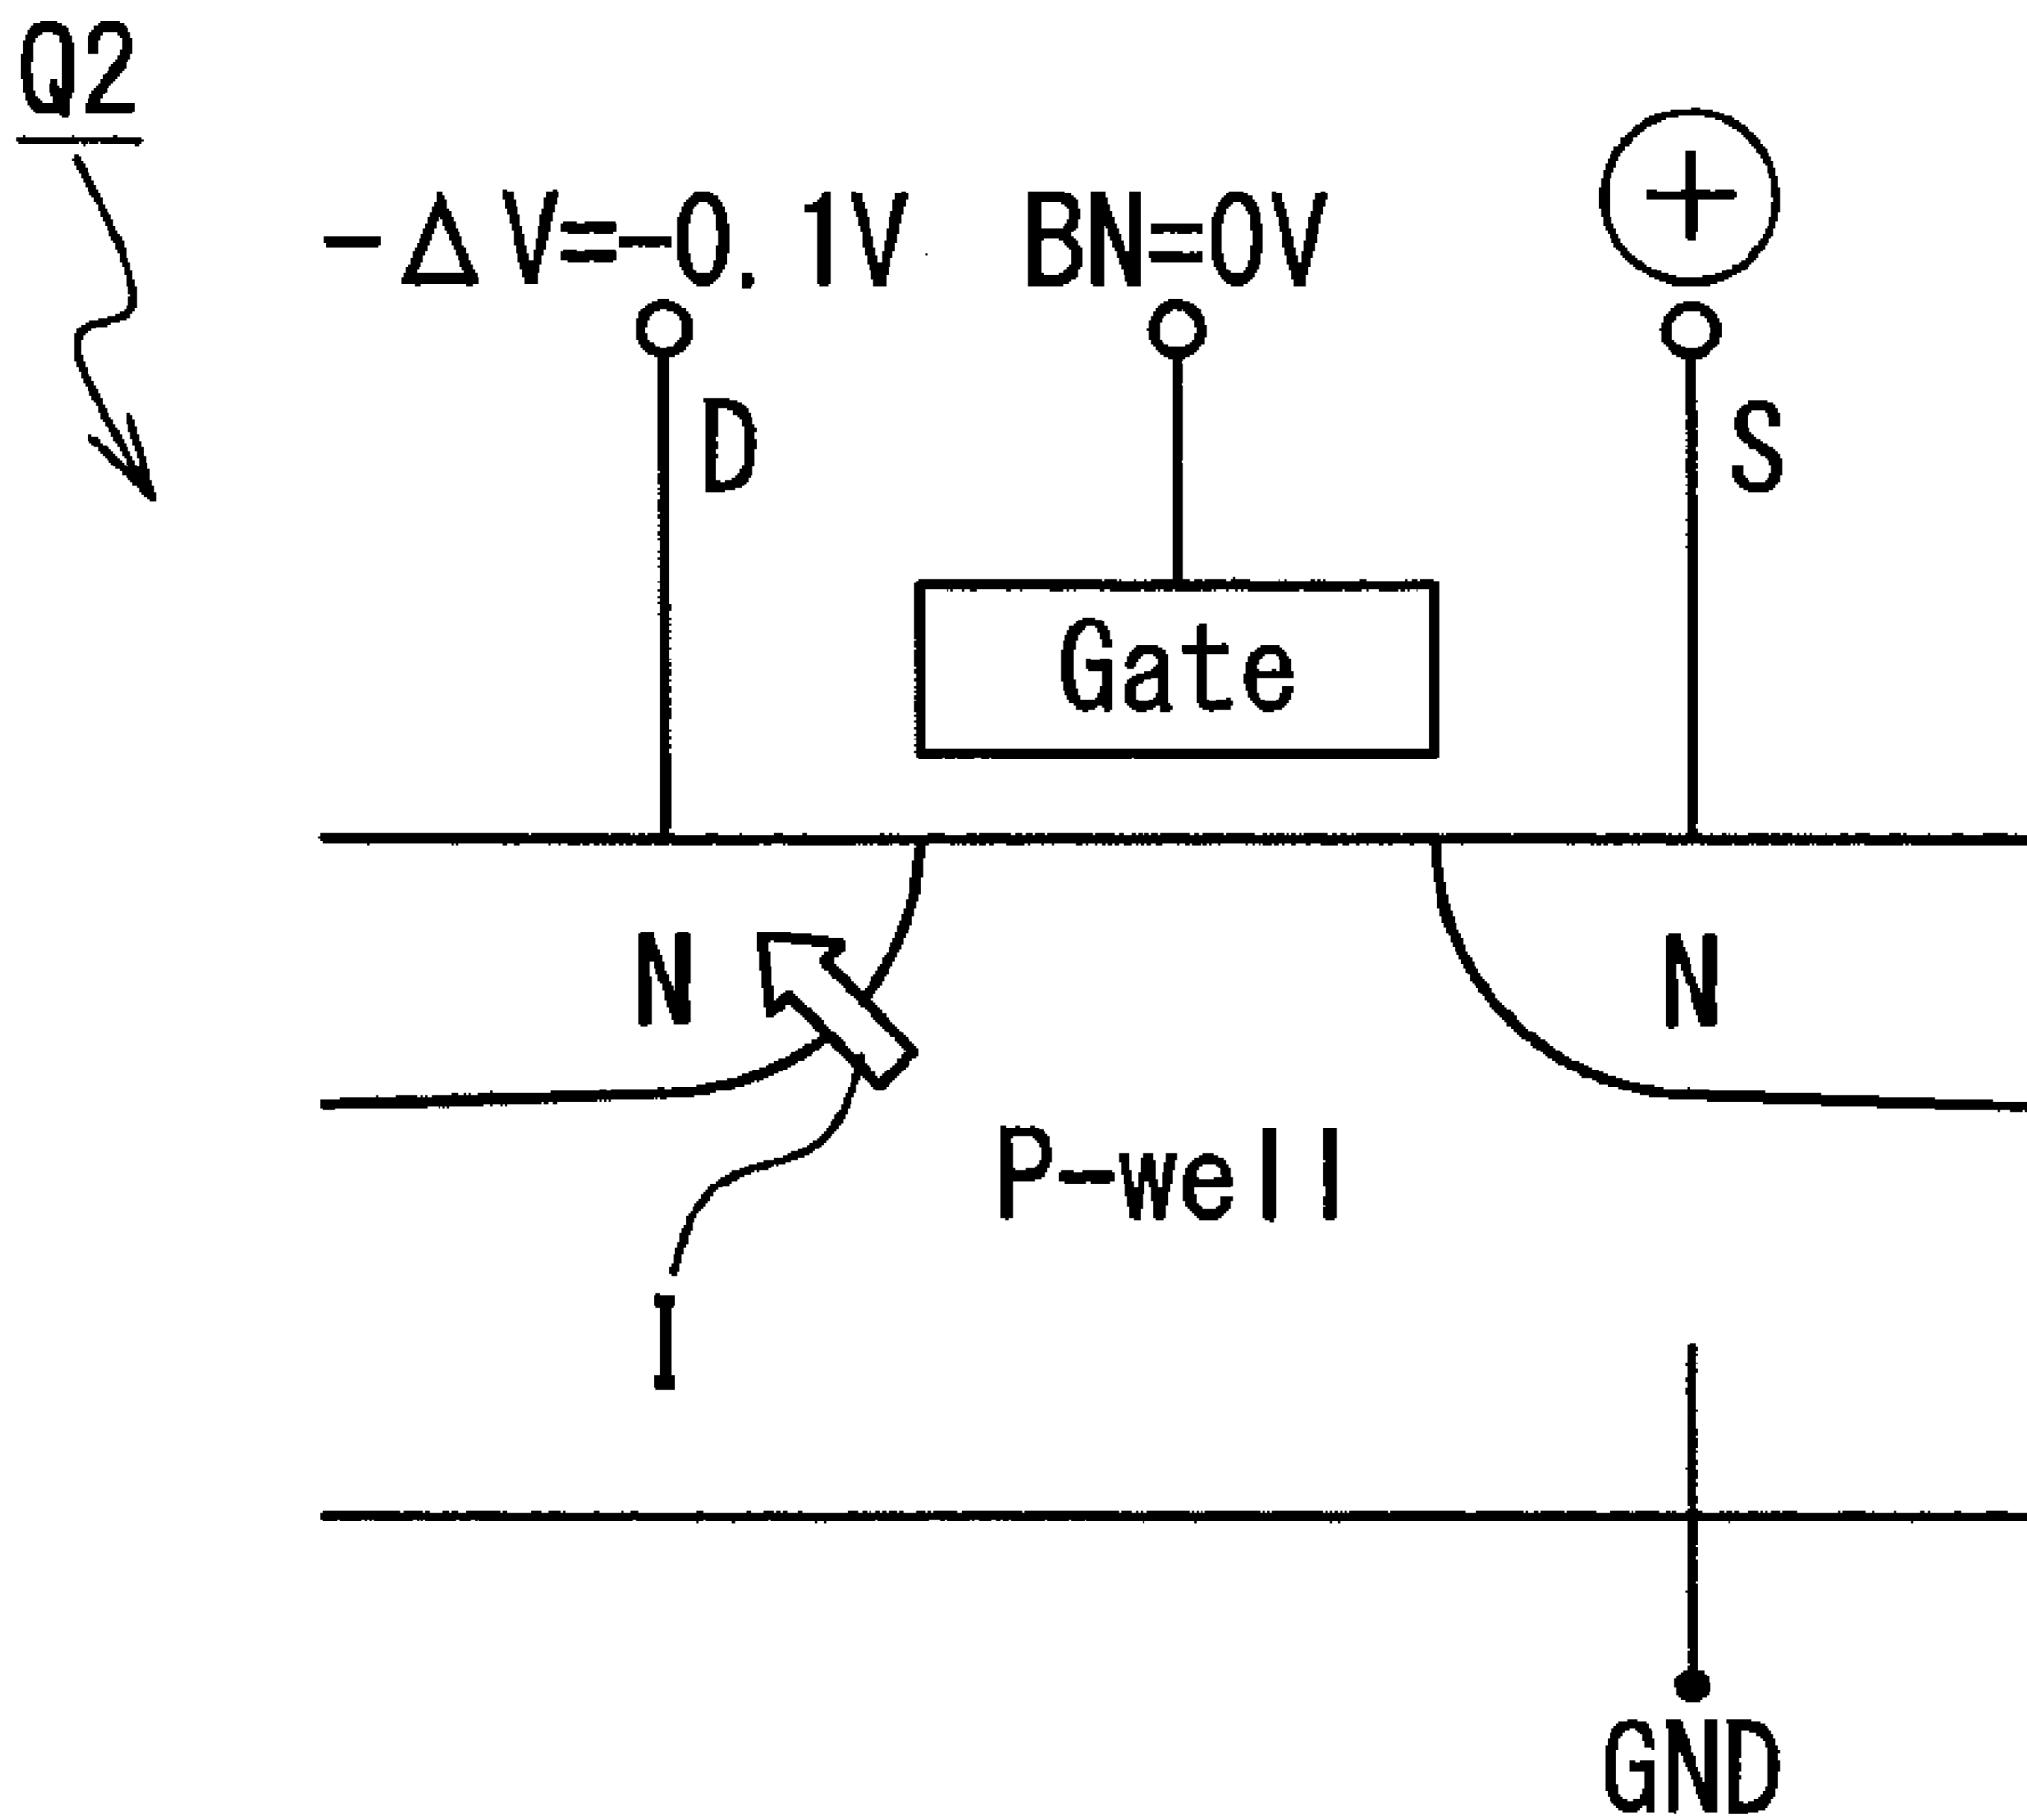 Q2
-ΔV=-0.1V BN=0V +
D S
Gate
N N
P-well
I
GND